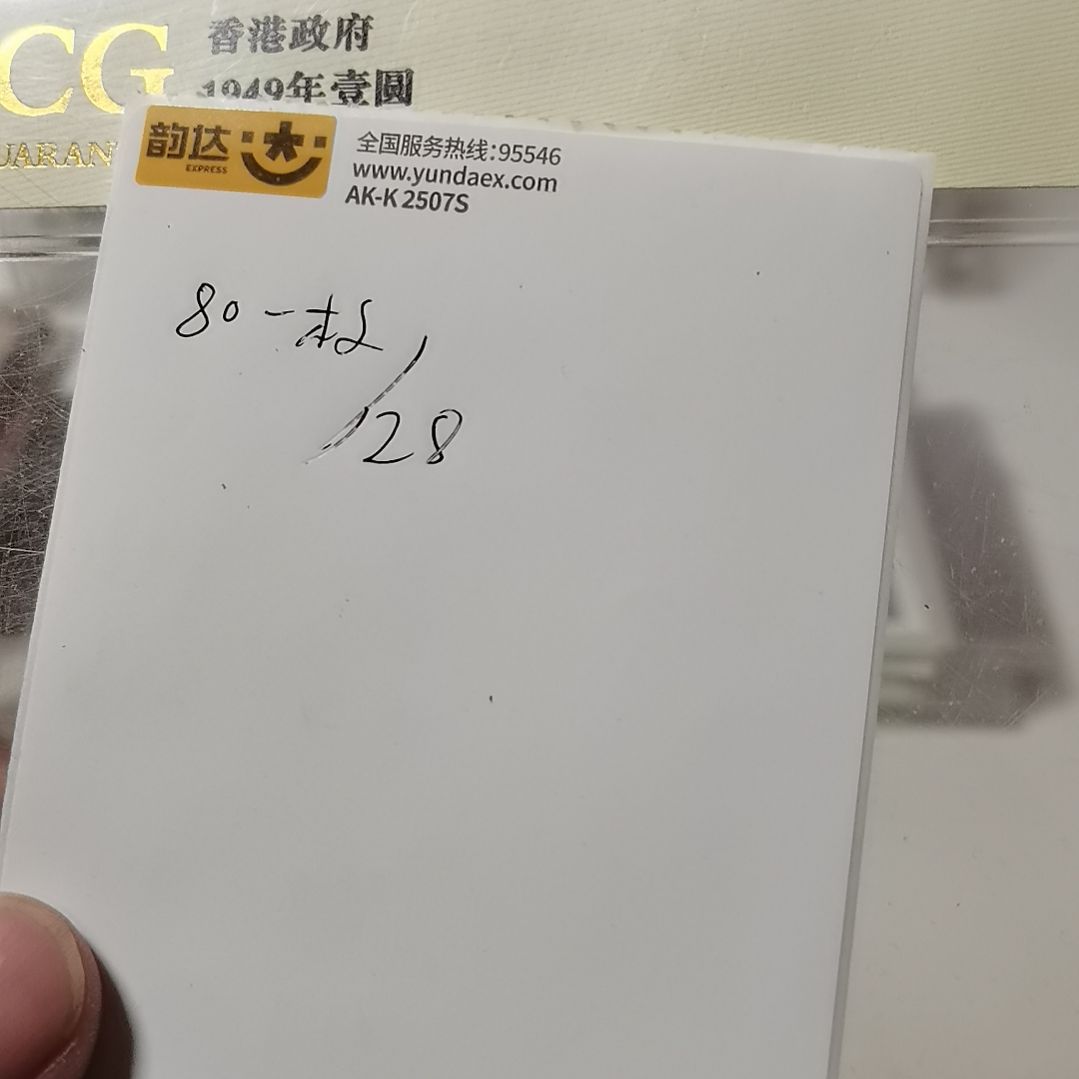 CG
香港政府
1949年壹圓
UARAN
韵达
EXPRESS
全国服务热线:95546
www.yundaex.com
AK-K 2507S
80一枚
/28